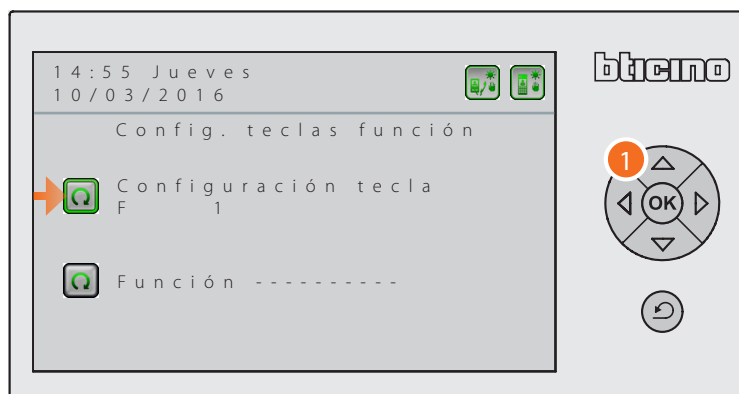 14:55 Jueves
10/03/2016
bticino
Config. teclas función
1
Configuración tecla
F 1
OK
Función ----------